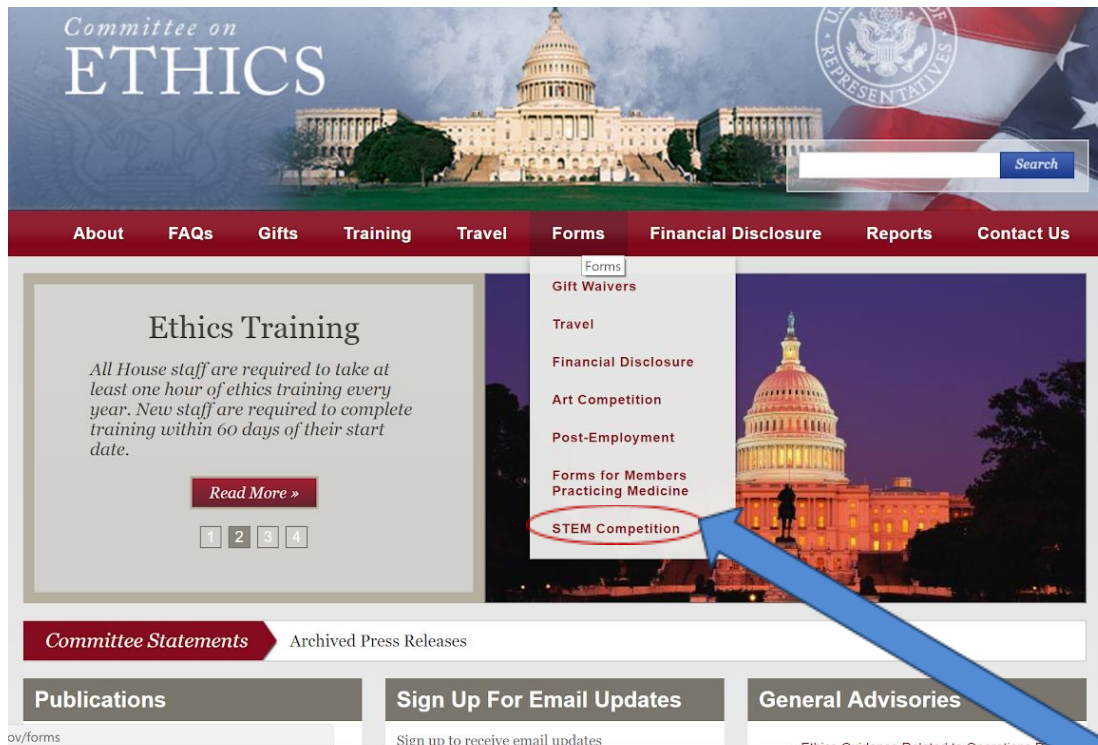 Committee on
ETHICS
REPRESENTATIVES
Search
About FAQs Gifts Training Travel Forms Financial Disclosure Reports Contact Us
Forms
Ethics Training
All House staff are required to take at
least one hour of ethics training every
year. New staff are required to complete
training within 60 days of their start
date.
Read More »
1 2 3 4
Gift Waivers
Travel
Financial Disclosure
Art Competition
Post-Employment
Forms for Members
Practicing Medicine
STEM Competition
Committee Statements Archived Press Releases
Publications
Sign Up For Email Updates
General Advisories
ov/forms
Sign up to receive email updates